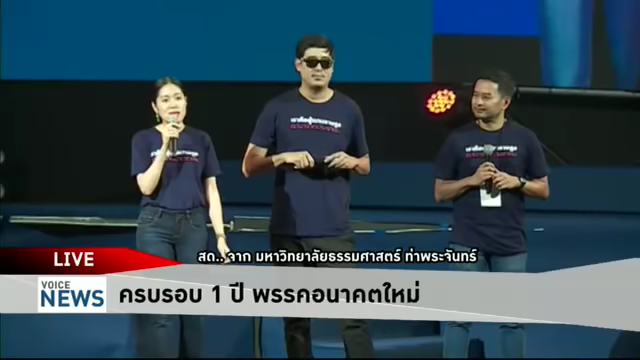 LIVE
สด.. จาก มหาวิทยาลัยธรรมศาสตร์ ท่าพระจันทร์
VOICE
NEWS
ครบรอบ 1 ปี พรรคอนาคตใหม่